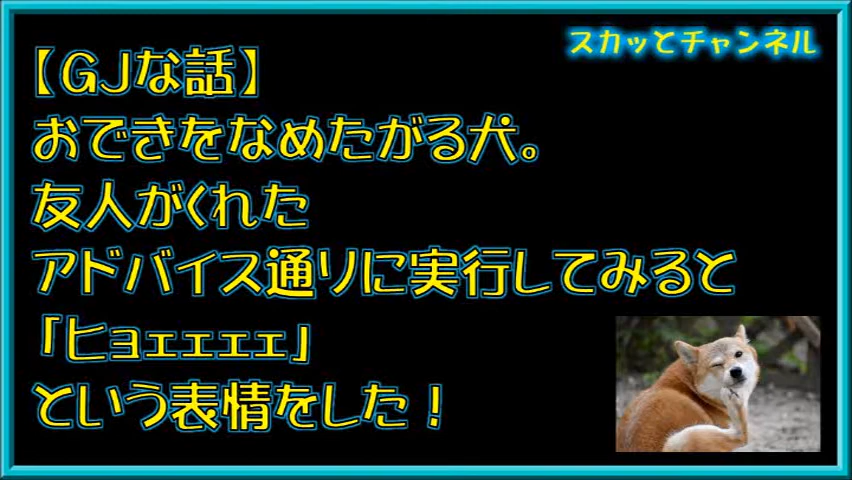 スカッとチャンネル
【GJな話】
おできをなめたがる犬。
友人がくれた
アドバイス通りに実行してみると
「ヒョェェェェ」
という表情をした！